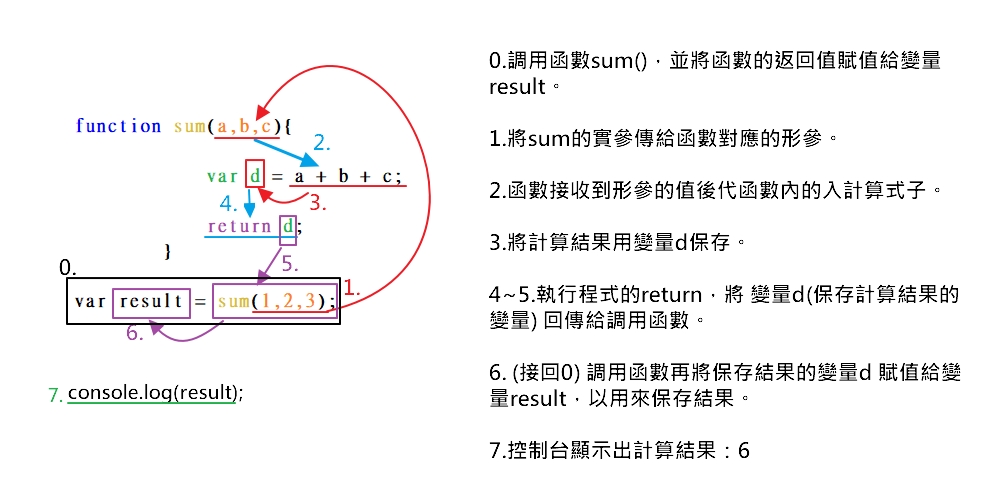 function sum(a,b,c){
2.
var d = a + b + c;
4.
3.
return d;
}
5.
0.
1.
var result = sum(1,2,3);
6.
7. console.log(result);
0.調用函數sum()，並將函數的返回值賦值給變量
result。
1.將sum的實參傳給函數對應的形參。
2.函數接收到形參的值後代函數內的入計算式子。
3.將計算結果用變量d保存。
4~5.執行程式的return，將 變量d(保存計算結果的
變量) 回傳給調用函數。
6. (接回0) 調用函數再將保存結果的變量d 賦值給變
量result，以用來保存結果。
7.控制台顯示出計算結果：6